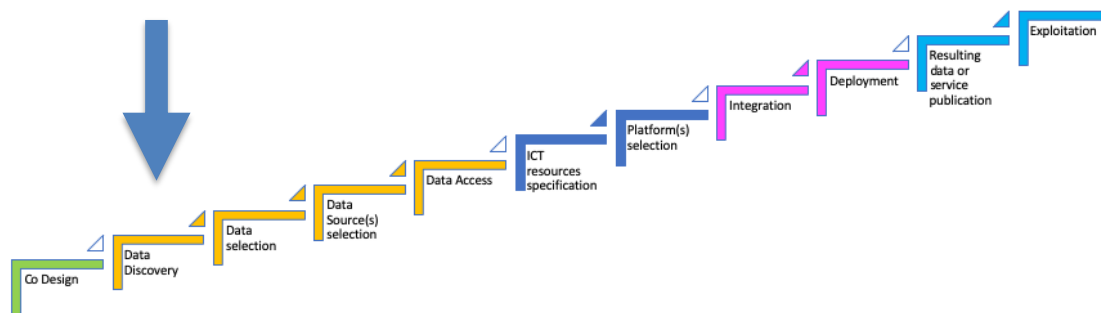 Co Design
Data
Discovery
Data
selection
Data
Source(s)
selection
Data Access
ICT
resources
specification
Platform(s)
selection
Integration
Deployment
Resulting
data or
service
publication
Exploitation